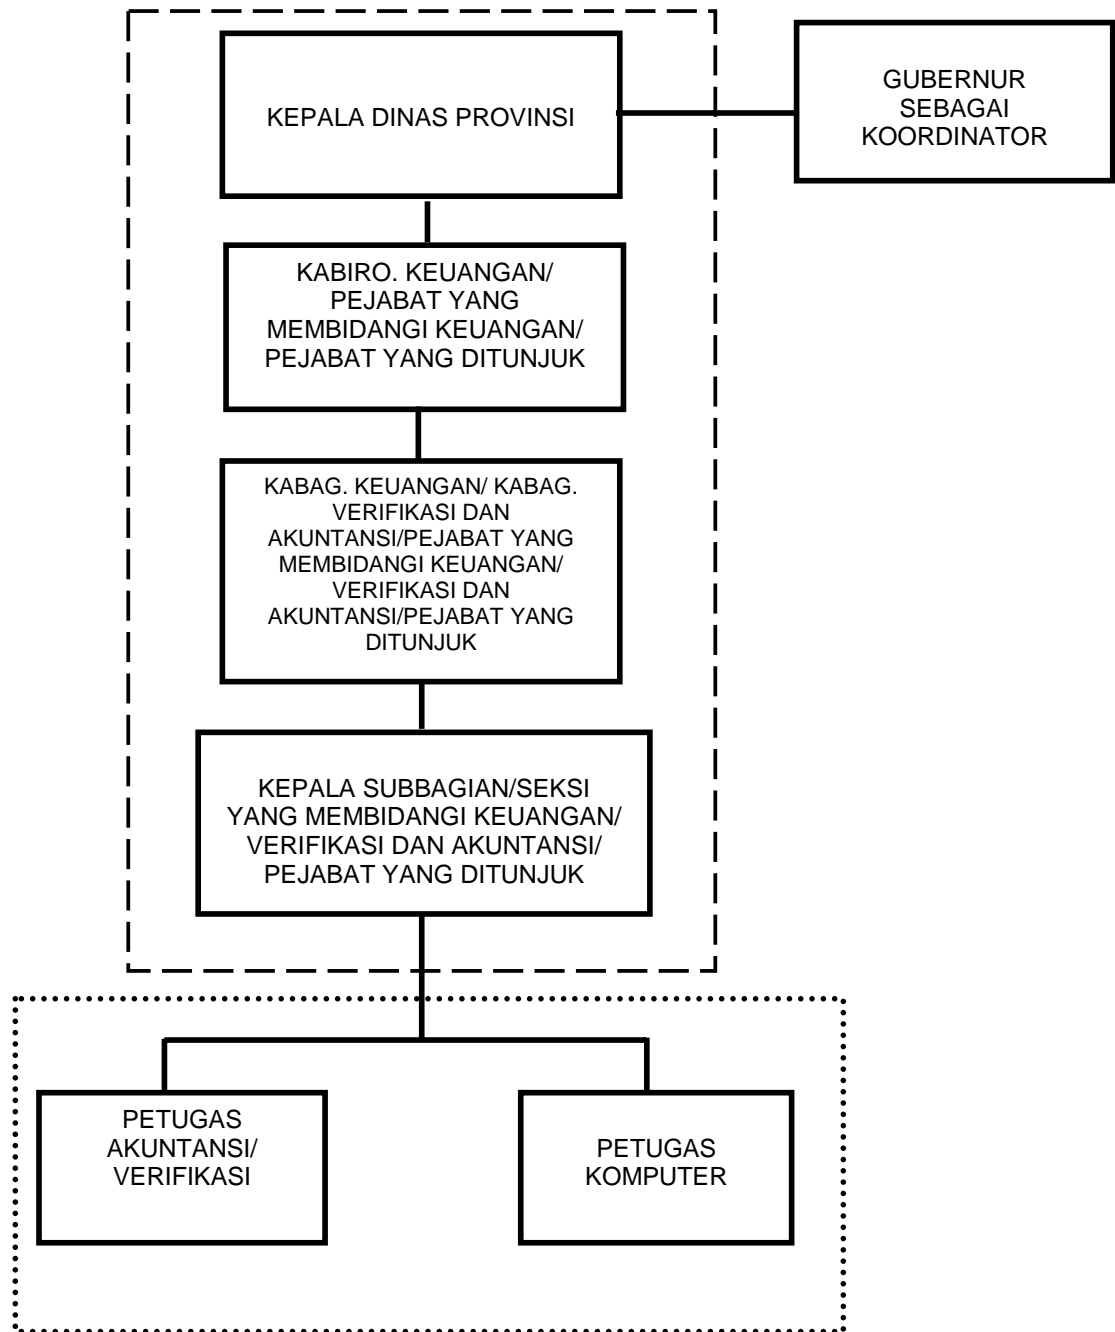 KEPALA DINAS PROVINSI
GUBERNUR
SEBAGAI
KOORDINATOR
KABIRO. KEUANGAN/
PEJABAT YANG
MEMBIDANGI KEUANGAN/
PEJABAT YANG DITUNJUK
KABAG. KEUANGAN/ KABAG.
VERIFIKASI DAN
AKUNTANSI/PEJABAT YANG
MEMBIDANGI KEUANGAN/
VERIFIKASI DAN
AKUNTANSI/PEJABAT YANG
DITUNJUK
KEPALA SUBBAGIAN/SEKSI
YANG MEMBIDANGI KEUANGAN/
VERIFIKASI DAN AKUNTANSI/
PEJABAT YANG DITUNJUK
PETUGAS
AKUNTANSI/
VERIFIKASI
PETUGAS
KOMPUTER